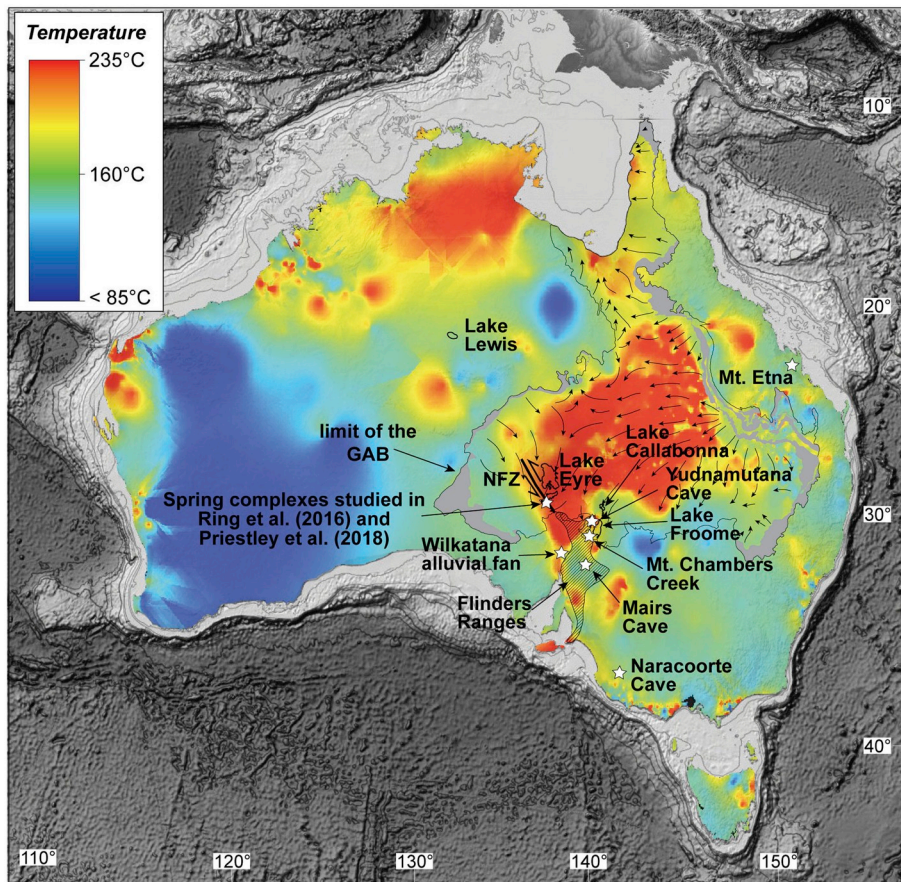 Temperature
235°C
160°C
< 85°C
10°
20°
30°
40°
Lake
Lewis
Mt. Etna
limit of the
GAB
NFZ
Lake
Eyre
Lake
Callabonna
Yudnamutana
Cave
Spring complexes studied in
Ring et al. (2016) and
Priestley et al. (2018)
Lake
Froome
Wilkatana
alluvial fan
Mt. Chambers
Creek
Flinders
Ranges
Mairs
Cave
Naracoorte
Cave
110°
120°
130°
140°
150°